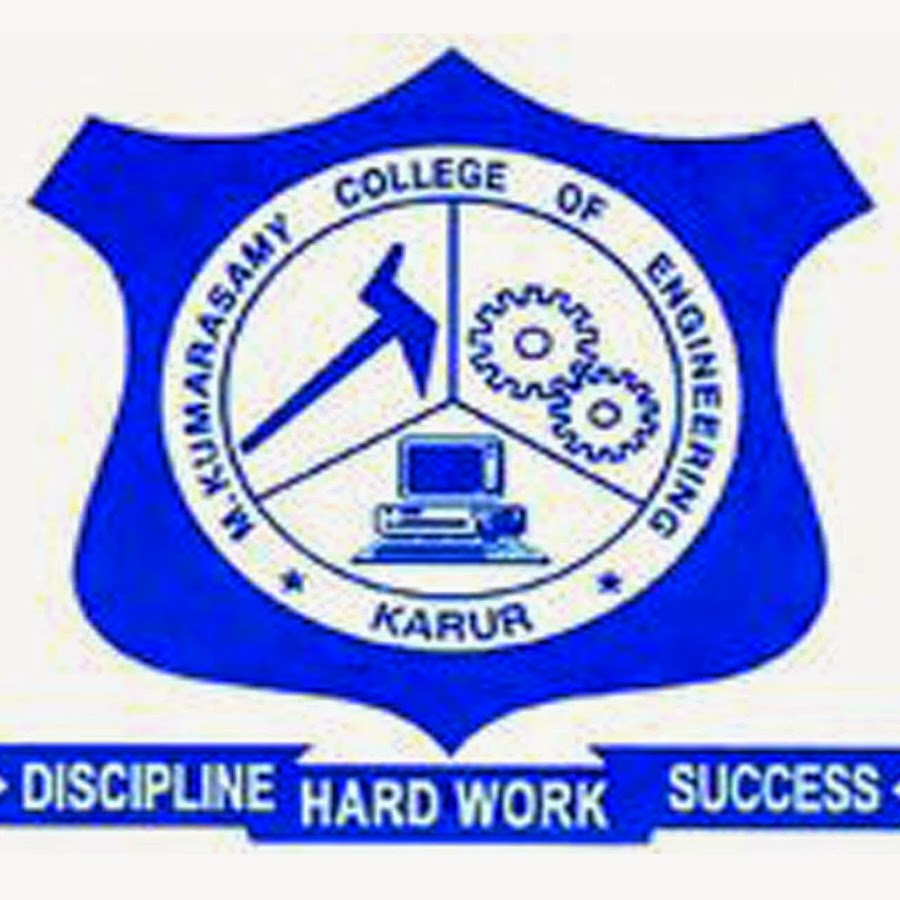 M.KUMARASAMY COLLEGE OF ENGINEERING
KARUR
DISCIPLINE HARD WORK SUCCESS